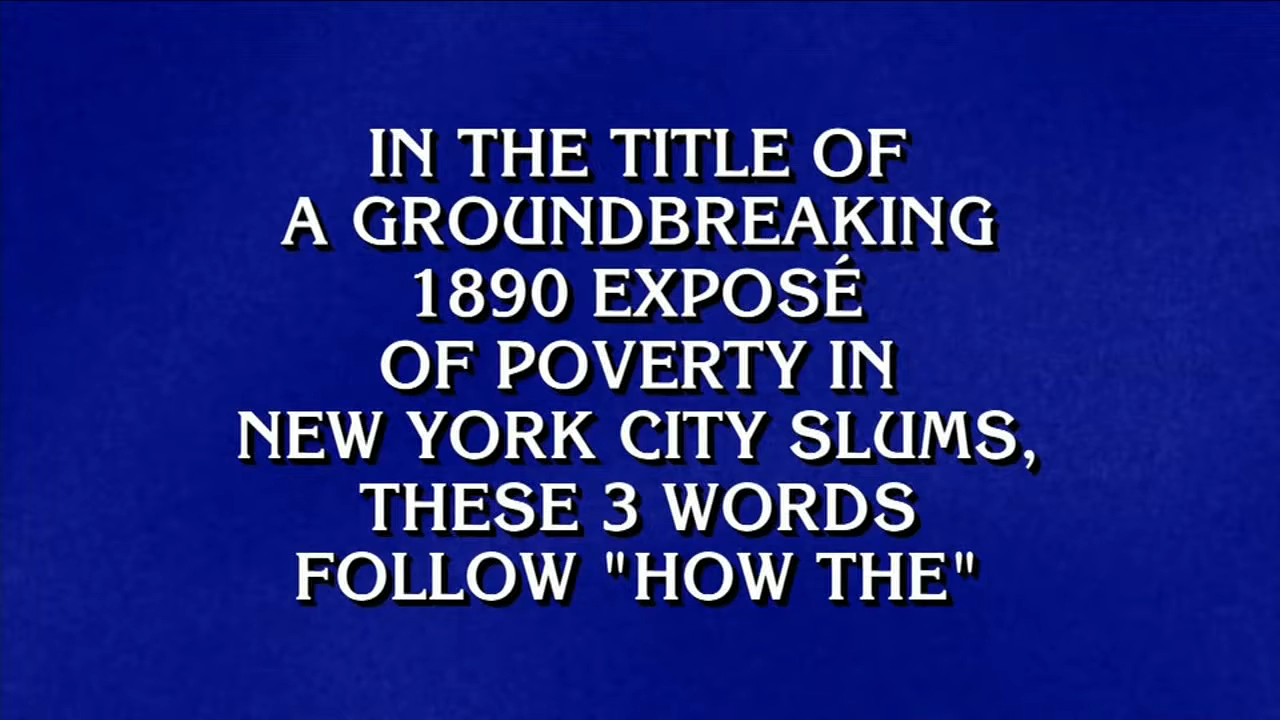 IN THE TITLE OF
A GROUNDBREAKING
1890 EXPOSÉ
OF POVERTY IN
NEW YORK CITY SLUMS,
THESE 3 WORDS
FOLLOW "HOW THE"